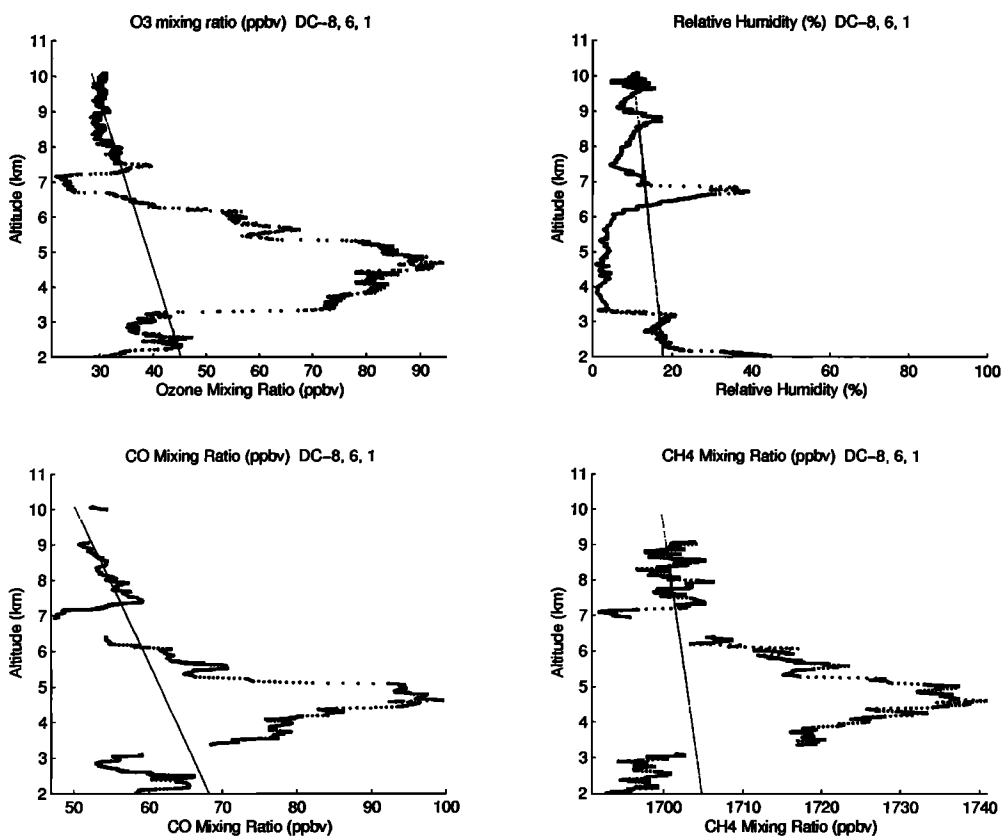 O3 mixing ratio (ppbv) DC-8, 6, 1
11
10
9
8
7
6
5
4
3
2
Altitude (km)
30 40 50 60 70 80 90
Ozone Mixing Ratio (ppbv)
Relative Humidity (%) DC-8, 6, 1
11
10
9
8
7
6
5
4
3
2
Altitude (km)
0 20 40 60 80 100
Relative Humidity (%)
CO Mixing Ratio (ppbv) DC-8, 6, 1
11
10
9
8
7
6
5
4
3
2
Altitude (km)
50 60 70 80 90 100
CO Mixing Ratio (ppbv)
CH4 Mixing Ratio (ppbv) DC-8, 6, 1
11
10
9
8
7
6
5
4
3
2
Altitude (km)
1700 1710 1720 1730 1740
CH4 Mixing Ratio (ppbv)